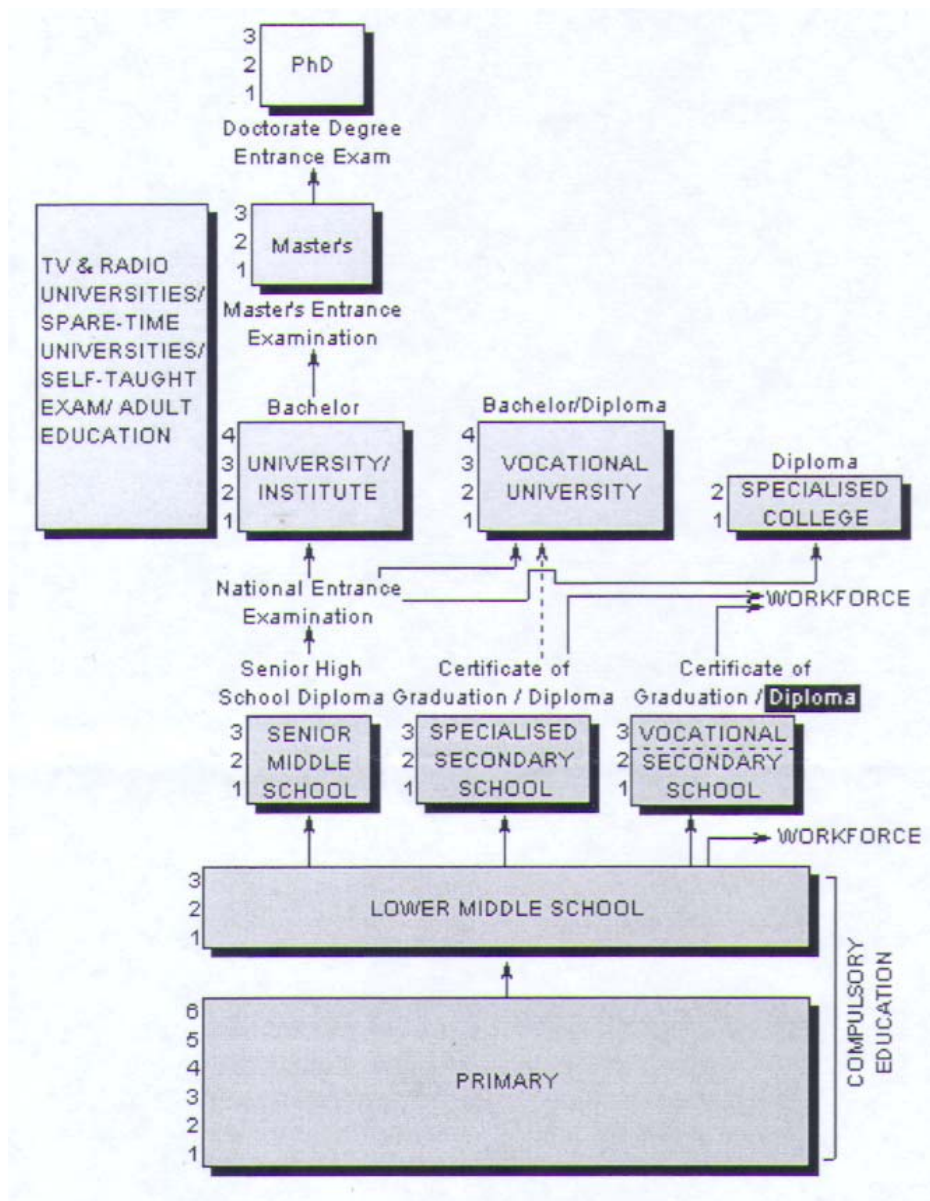 3
2
1
PhD
Doctorate Degree
Entrance Exam
3
2
1
Master's
Master's Entrance
Examination
TV & RADIO
UNIVERSITIES/
SPARE-TIME
UNIVERSITIES/
SELF-TAUGHT
EXAM/ ADULT
EDUCATION
Bachelor
4
3
2
1
UNIVERSITY/
INSTITUTE
Bachelor/Diploma
4
3
2
1
VOCATIONAL
UNIVERSITY
Diploma
2
1
SPECIALISED
COLLEGE
National Entrance
Examination
WORKFORCE
Senior High
School Diploma
3
2
1
SENIOR
MIDDLE
SCHOOL
Certificate of
Graduation / Diploma
3
2
1
SPECIALISED
SECONDARY
SCHOOL
Certificate of
Graduation / Diploma
3
2
1
VOCATIONAL
SECONDARY
SCHOOL
WORKFORCE
3
2
1
LOWER MIDDLE SCHOOL
6
5
4
3
2
1
PRIMARY
COMPULSORY
EDUCATION